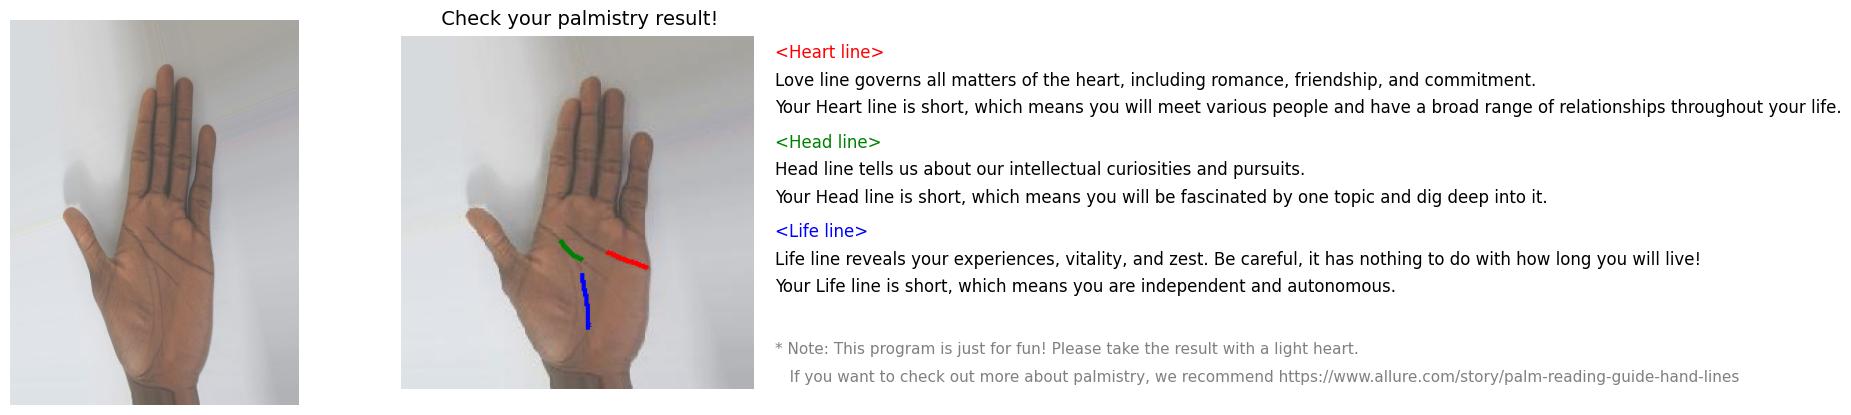 Check your palmistry result!
<Heart line>
Love line governs all matters of the heart, including romance, friendship, and commitment.
Your Heart line is short, which means you will meet various people and have a broad range of relationships throughout your life.
<Head line>
Head line tells us about our intellectual curiosities and pursuits.
Your Head line is short, which means you will be fascinated by one topic and dig deep into it.
<Life line>
Life line reveals your experiences, vitality, and zest. Be careful, it has nothing to do with how long you will live!
Your Life line is short, which means you are independent and autonomous.
* Note: This program is just for fun! Please take the result with a light heart.
If you want to check out more about palmistry, we recommend https://www.allure.com/story/palm-reading-guide-hand-lines